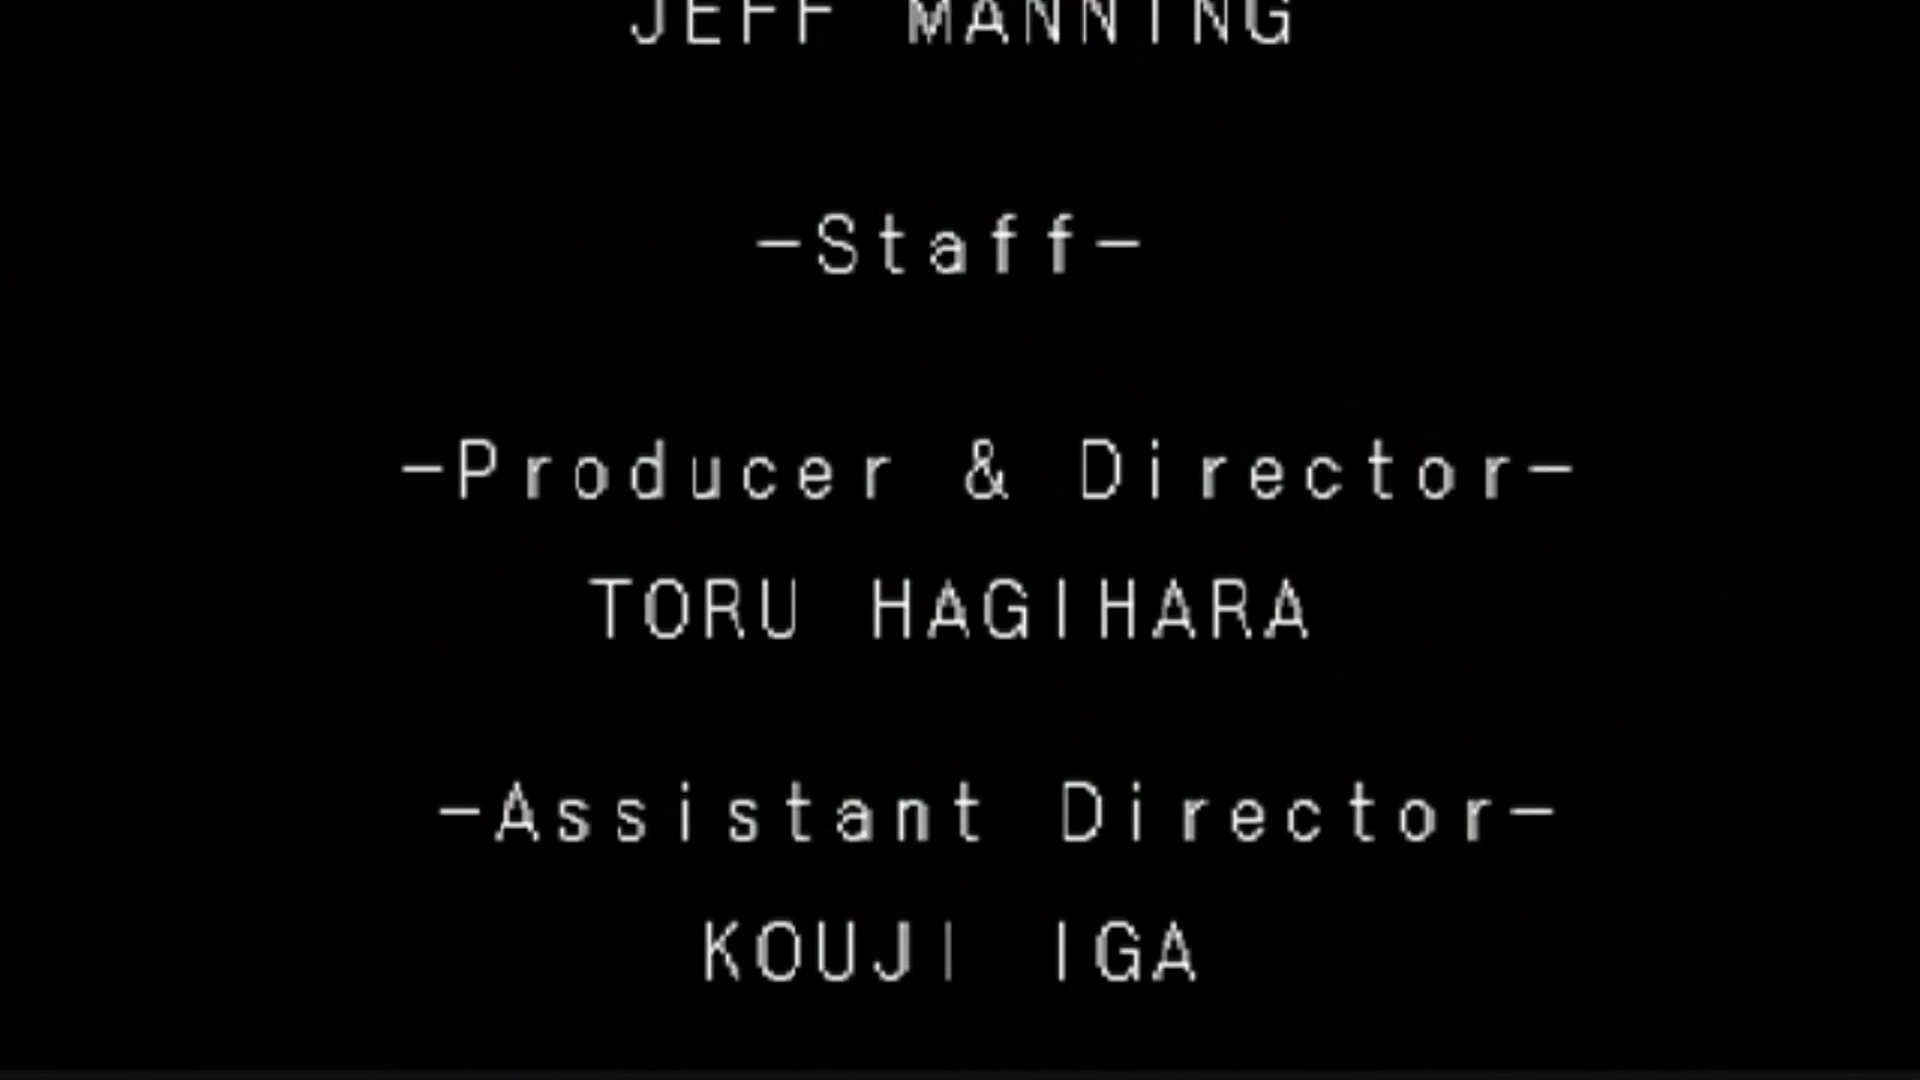 JEFF MANNING
-Staff-
-Producer & Director-
TORU HAGIHARA
-Assistant Director-
KOUJI IGA